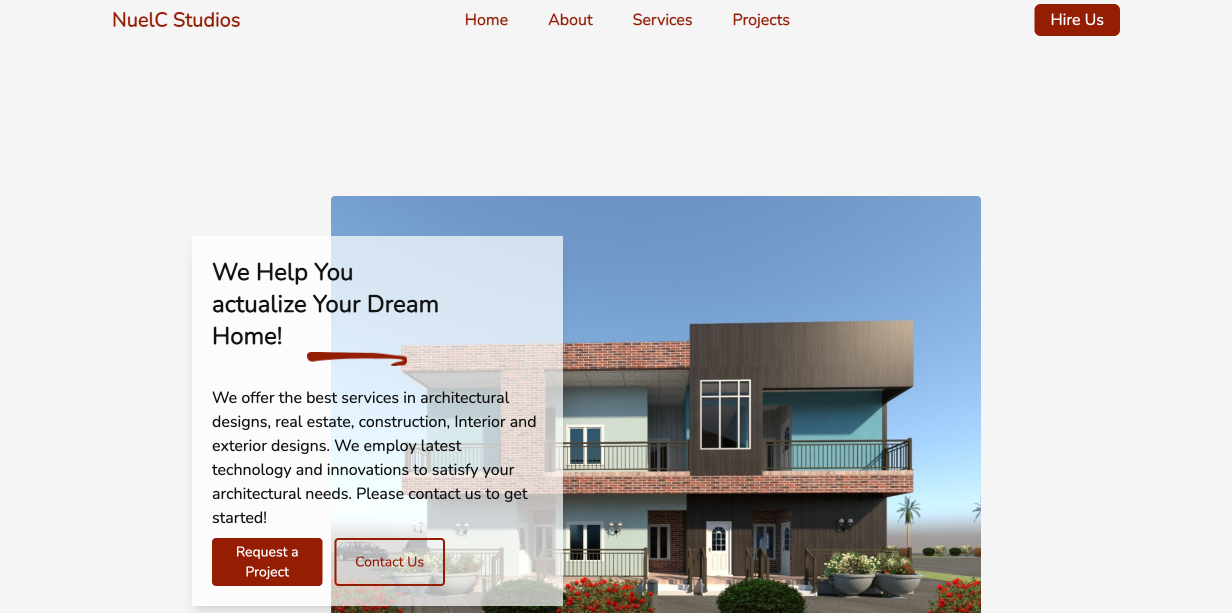 NuelC Studios
Home
About
Services
Projects
Hire Us
We Help You
actualize Your Dream
Home!
We offer the best services in architectural
designs, real estate, construction, Interior and
exterior designs. We employ latest
technology and innovations to satisfy your
architectural needs. Please contact us to get
started!
Request a
Project
Contact Us